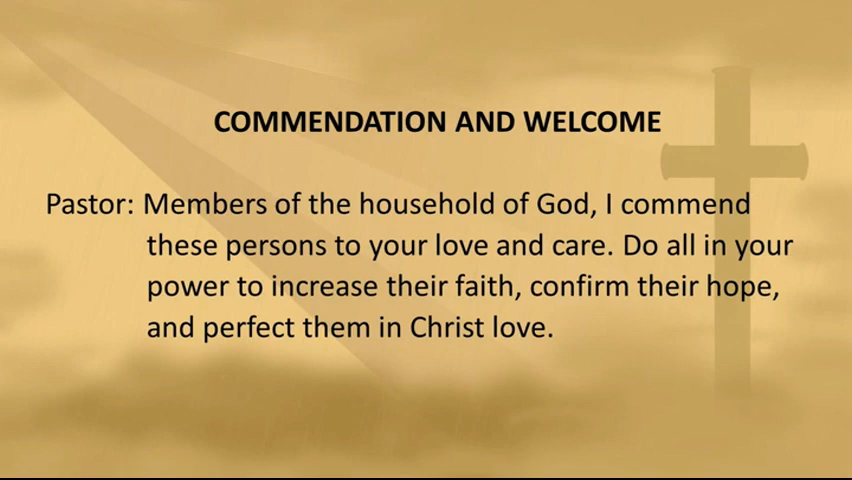 COMMENDATION AND WELCOME
Pastor: Members of the household of God, I commend
these persons to your love and care. Do all in your
power to increase their faith, confirm their hope,
and perfect them in Christ love.